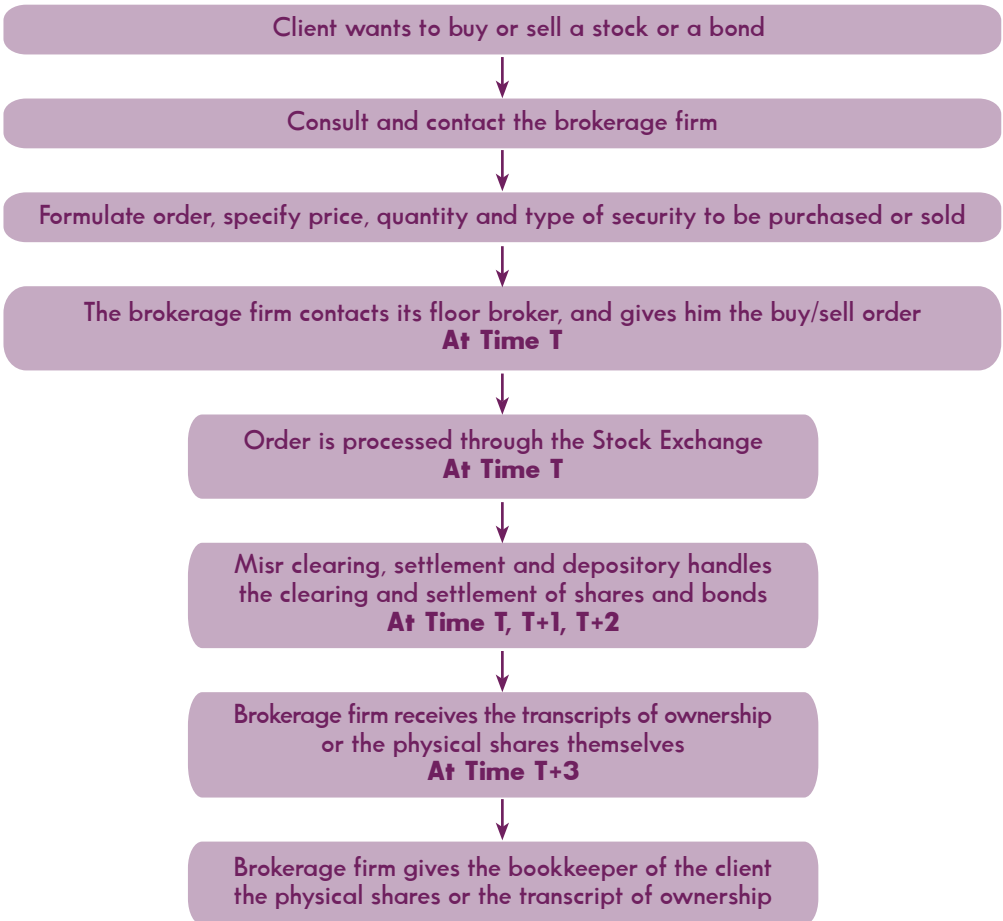 Client wants to buy or sell a stock or a bond
Consult and contact the brokerage firm
Formulate order, specify price, quantity and type of security to be purchased or sold
The brokerage firm contacts its floor broker, and gives him the buy/sell order
At Time T
Order is processed through the Stock Exchange
At Time T
Misr clearing, settlement and depository handles
the clearing and settlement of shares and bonds
At Time T, T+1, T+2
Brokerage firm receives the transcripts of ownership
or the physical shares themselves
At Time T+3
Brokerage firm gives the bookkeeper of the client
the physical shares or the transcript of ownership